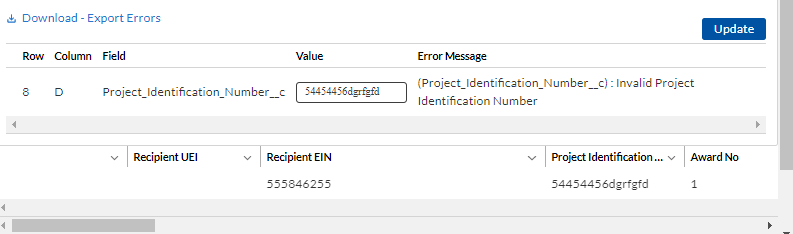 Download - Export Errors
Update
Row Column Field Value Error Message
8 D Project_Identification_Number__c 54454456dgrfgfd (Project_Identification_Number__c) : Invalid Project
Identification Number
Recipient UEI Recipient EIN Project Identification ... Award No
555846255 54454456dgrfgfd 1